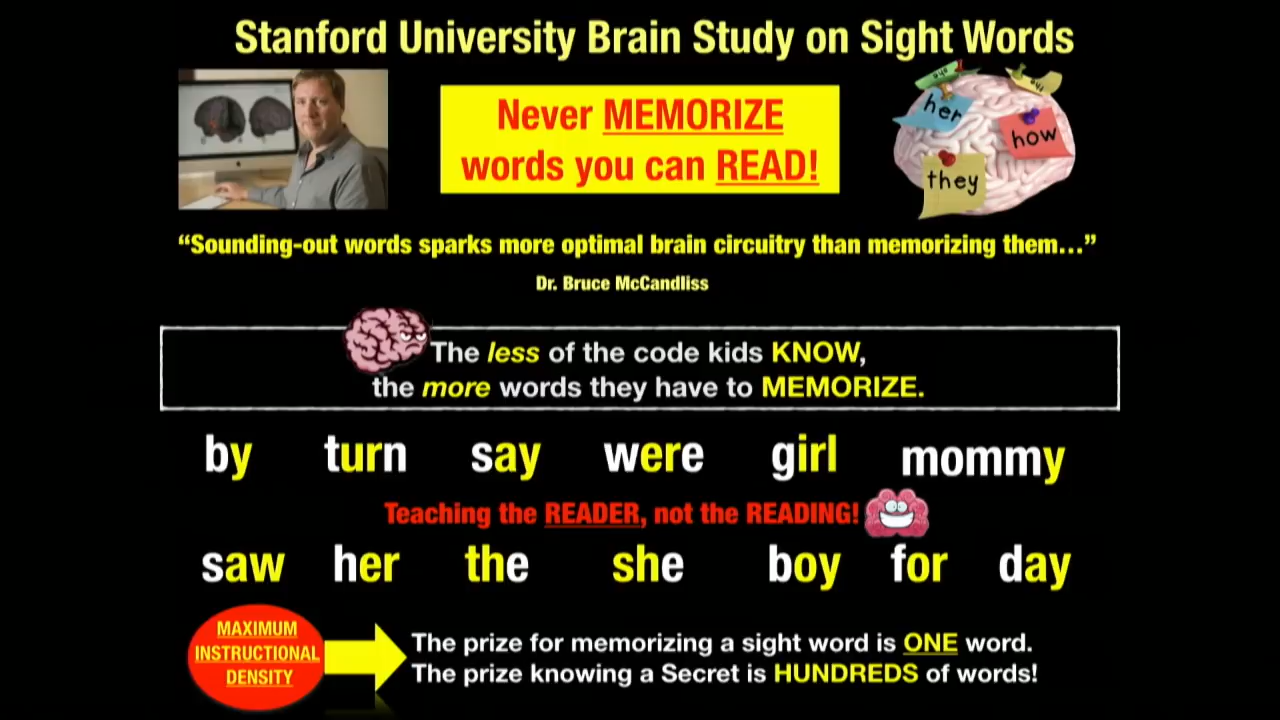 Stanford University Brain Study on Sight Words
Never MEMORIZE
words you can READ!
her
how
they
“Sounding-out words sparks more optimal brain circuitry than memorizing them…”
Dr. Bruce McCandliss
The less of the code kids KNOW,
the more words they have to MEMORIZE.
by turn say were girl mommy
Teaching the READER, not the READING!
saw her the she boy for day
MAXIMUM
INSTRUCTIONAL
DENSITY
The prize for memorizing a sight word is ONE word.
The prize knowing a Secret is HUNDREDS of words!